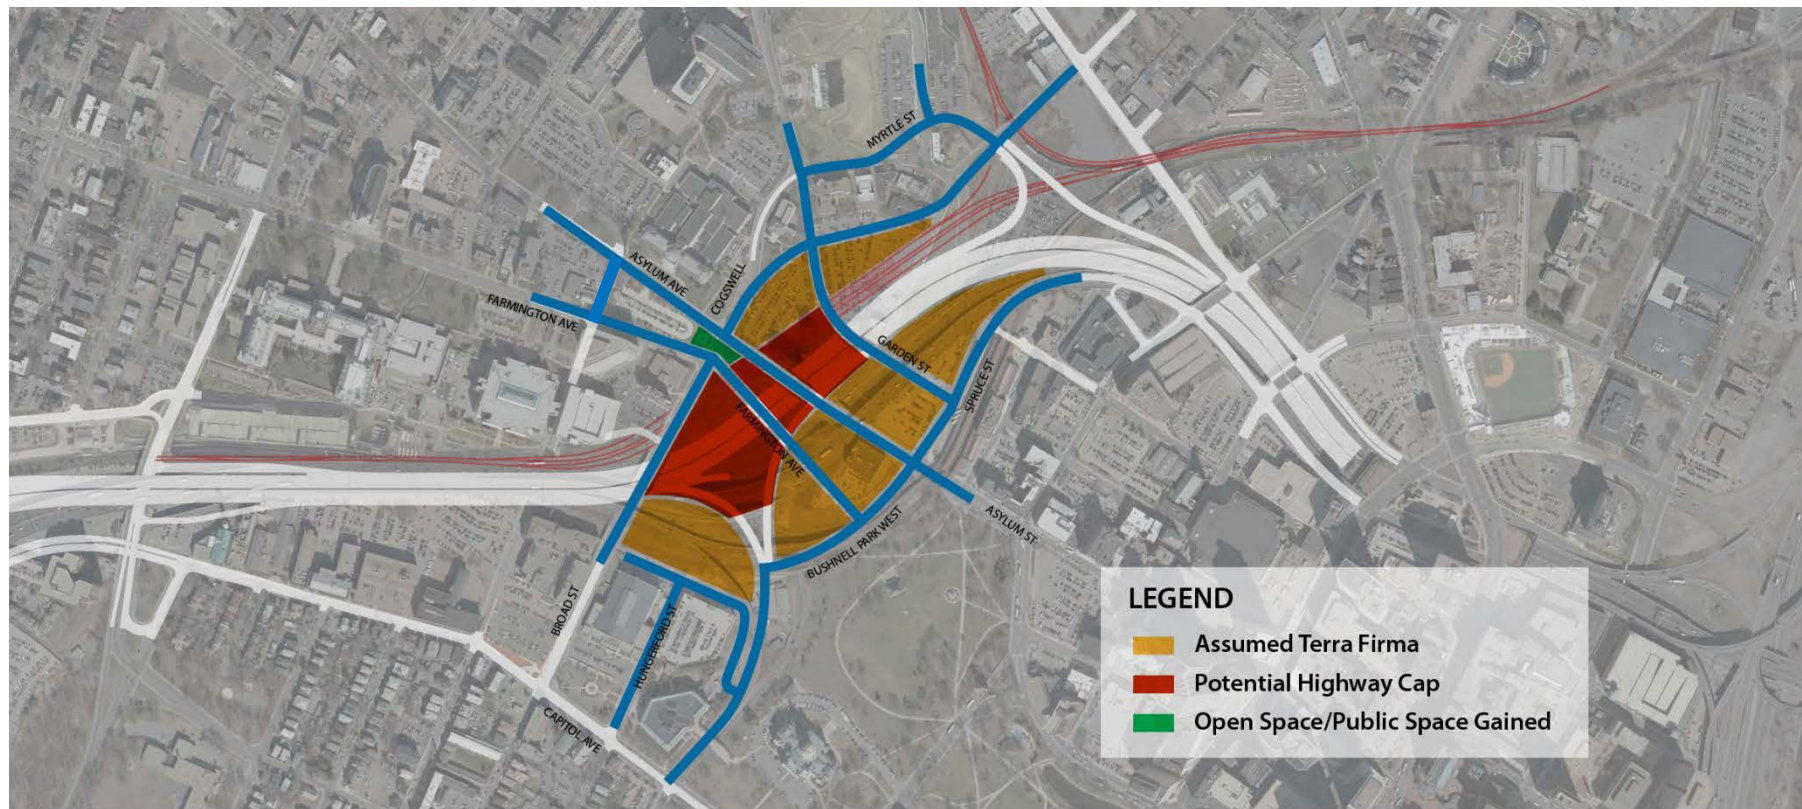 MYRTLE ST
ASYLUM AVE
COGSWELL
FARMINGTON AVE
GARDEN ST
SPRUCE ST
FARMINGTON AVE
ASYLUM ST
BUSHNELL PARK WEST
BROAD ST
HUNGEREFORD ST
CAPITOL AVE
LEGEND
Assumed Terra Firma
Potential Highway Cap
Open Space/Public Space Gained